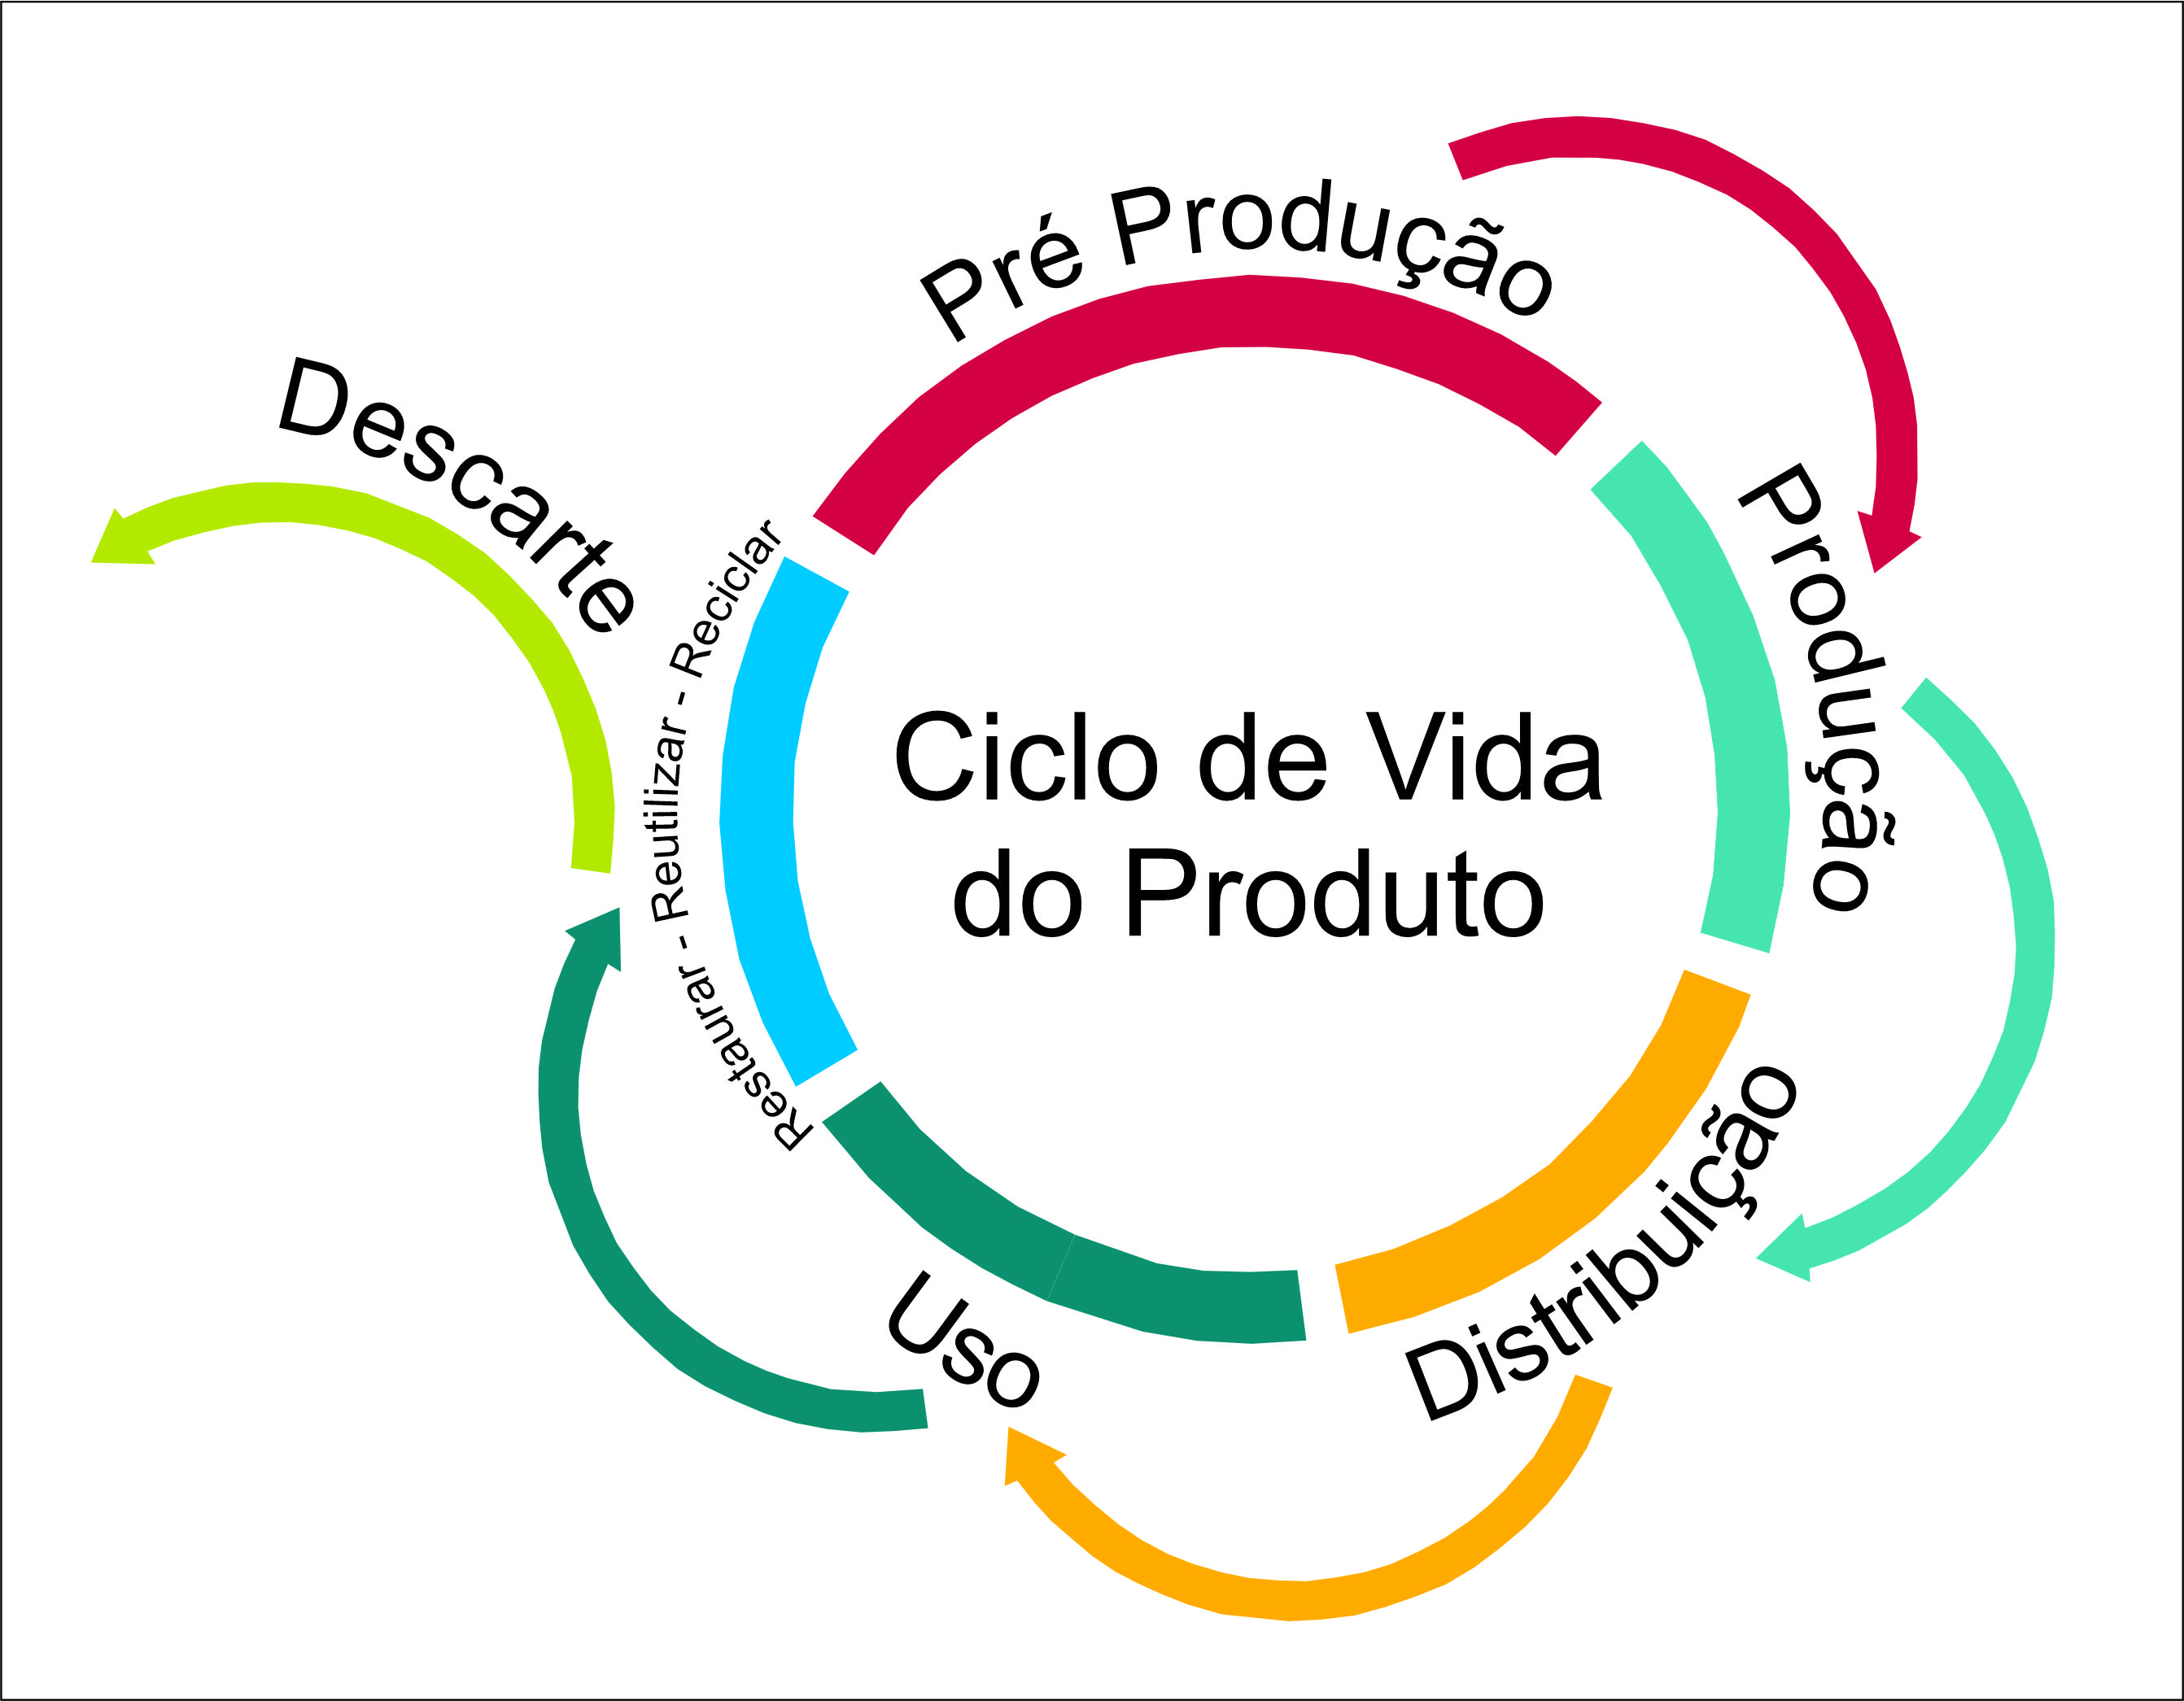 Pré Produção
Produção
Distribuição
Uso
Restaurar - Reutilizar - Reciclar
Descarte
Ciclo de Vida
do Produto